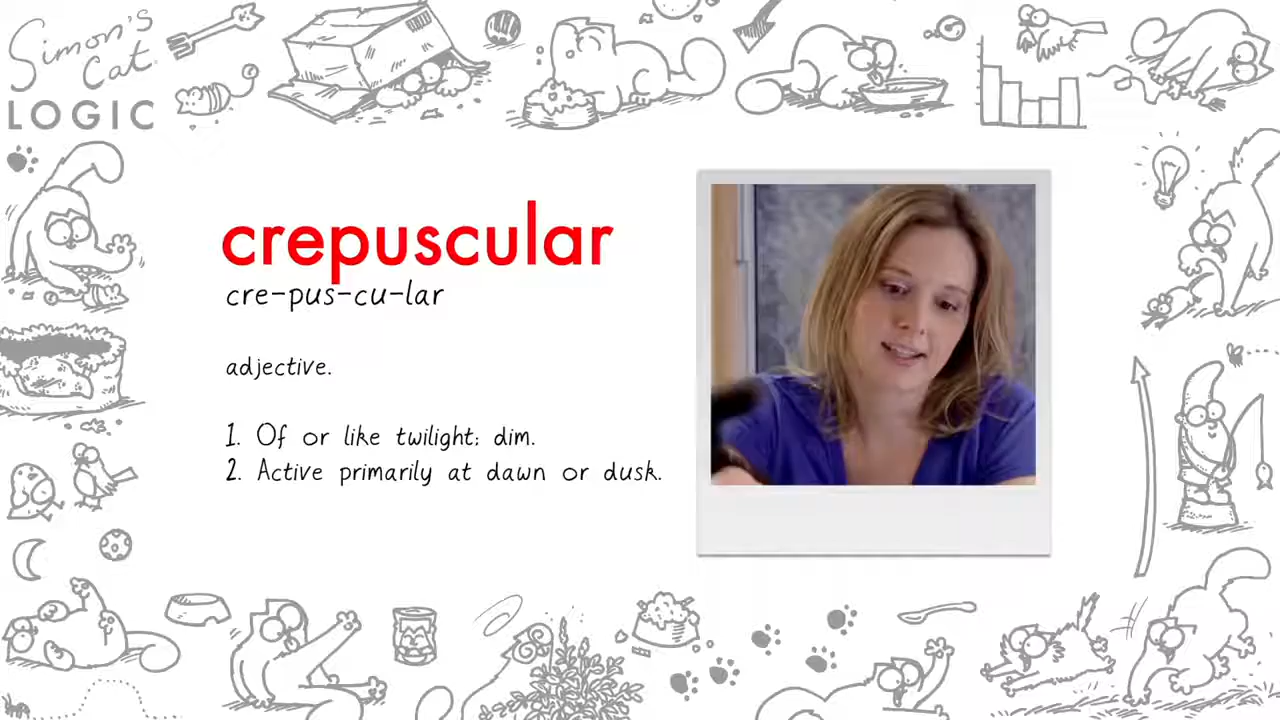 Simon's
Cat
LOGIC
crepuscular
cre-pus-cu-lar
adjective.
1. Of or like twilight; dim.
2. Active primarily at dawn or dusk.